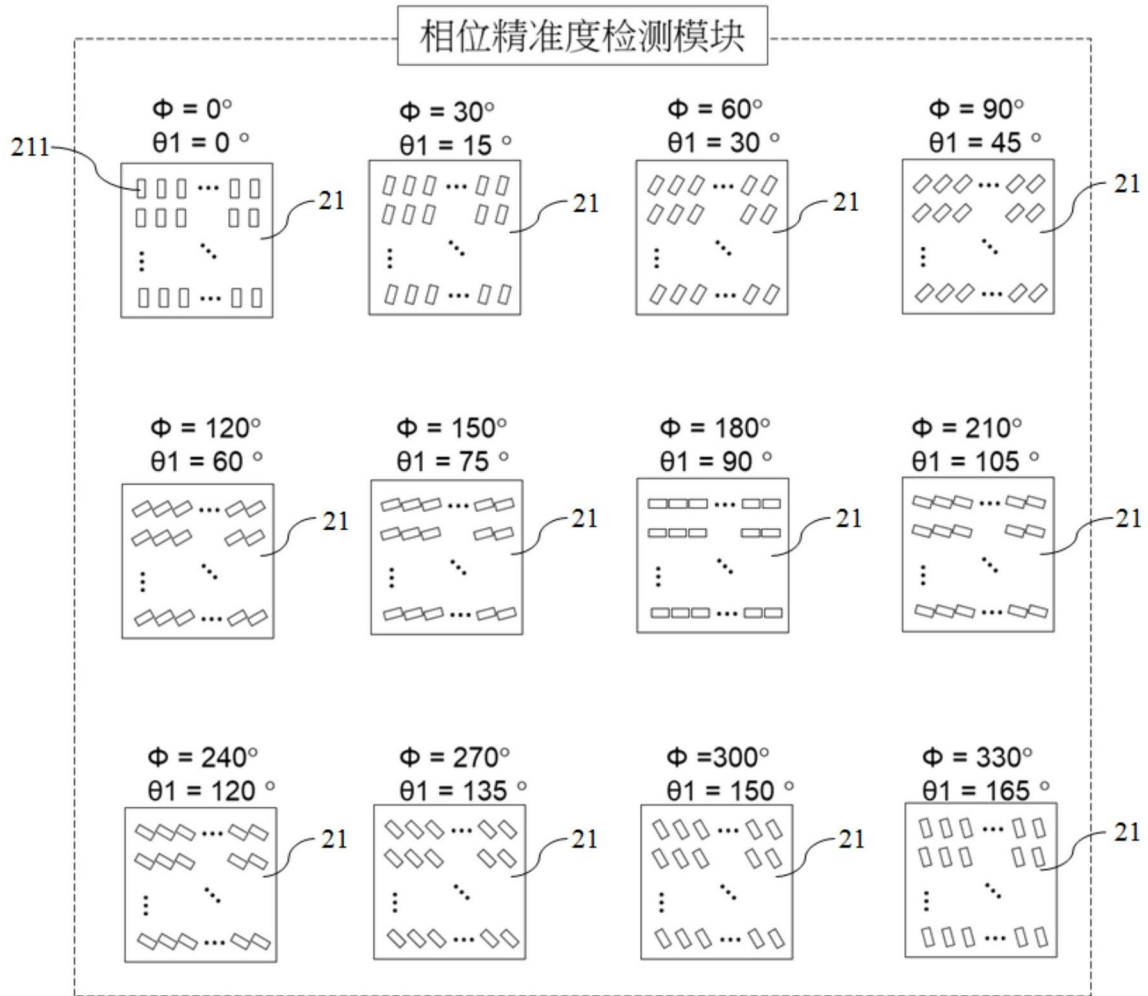 相位精准度检测模块
Φ = 0°
θ1 = 0 °
Φ = 30°
θ1 = 15 °
Φ = 60°
θ1 = 30 °
Φ = 90°
θ1 = 45 °
211
21
21
21
21
Φ = 120°
θ1 = 60 °
Φ = 150°
θ1 = 75 °
Φ = 180°
θ1 = 90 °
Φ = 210°
θ1 = 105 °
21
21
21
21
Φ = 240°
θ1 = 120 °
Φ = 270°
θ1 = 135 °
Φ =300°
θ1 = 150 °
Φ = 330°
θ1 = 165 °
21
21
21
21